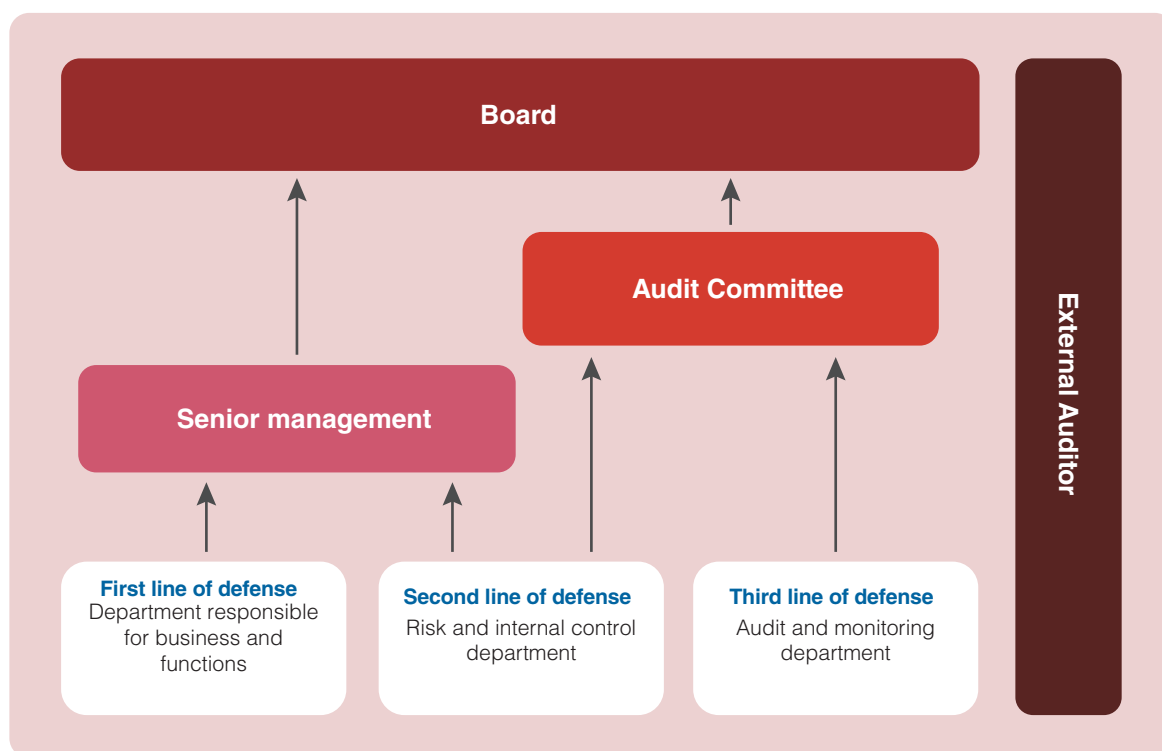 Board
Audit Committee
Senior management
First line of defense
Department responsible
for business and
functions
Second line of defense
Risk and internal control
department
Third line of defense
Audit and monitoring
department
External Auditor